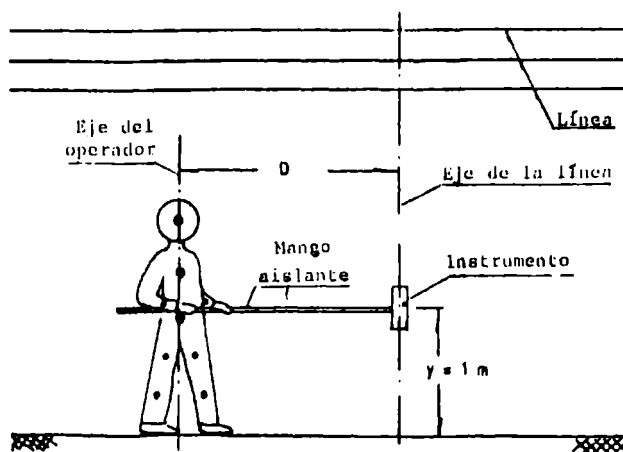 Línea
Eje del
operador
D
Eje de la línea
Mango
aislante
Instrumento
y = 1 m